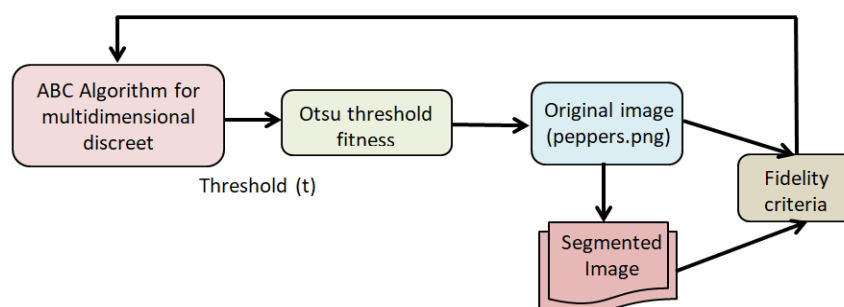 ABC Algorithm for
multidimensional
discreet
Threshold (t)
Otsu threshold
fitness
Original image
(peppers.png)
Segmented
Image
Fidelity
criteria